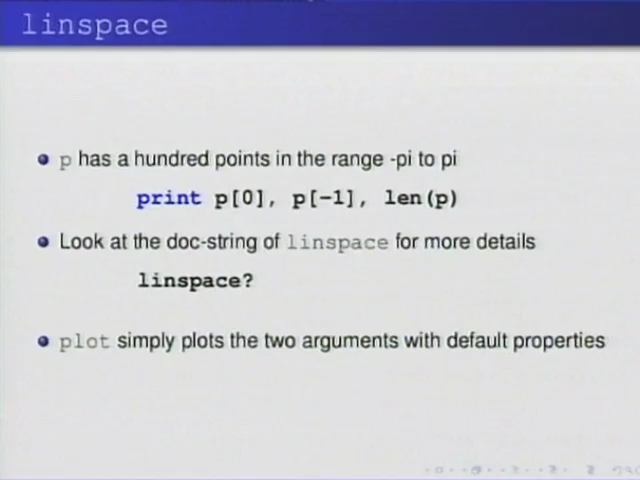 linspace
p has a hundred points in the range -pi to pi
print p[0], p[-1], len(p)
Look at the doc-string of linspace for more details
linspace?
plot simply plots the two arguments with default properties